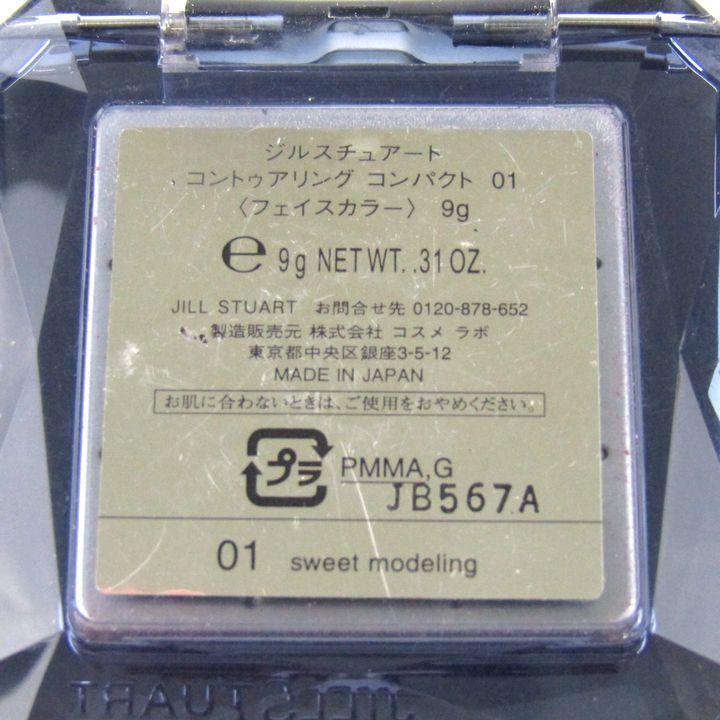 ジルスチュアート
コントゥアリング コンパクト 01
〈フェイスカラー〉 9g
℮ 9g NET WT. .31 OZ.
JILL STUART お問合せ先 0120-878-652
製造販売元 株式会社 コスメ ラボ
東京都中央区銀座3-5-12
MADE IN JAPAN
お肌に合わないときは、ご使用をおやめください。
プラ PMMA,G
JB567A
01 sweet modeling
JILL STUART